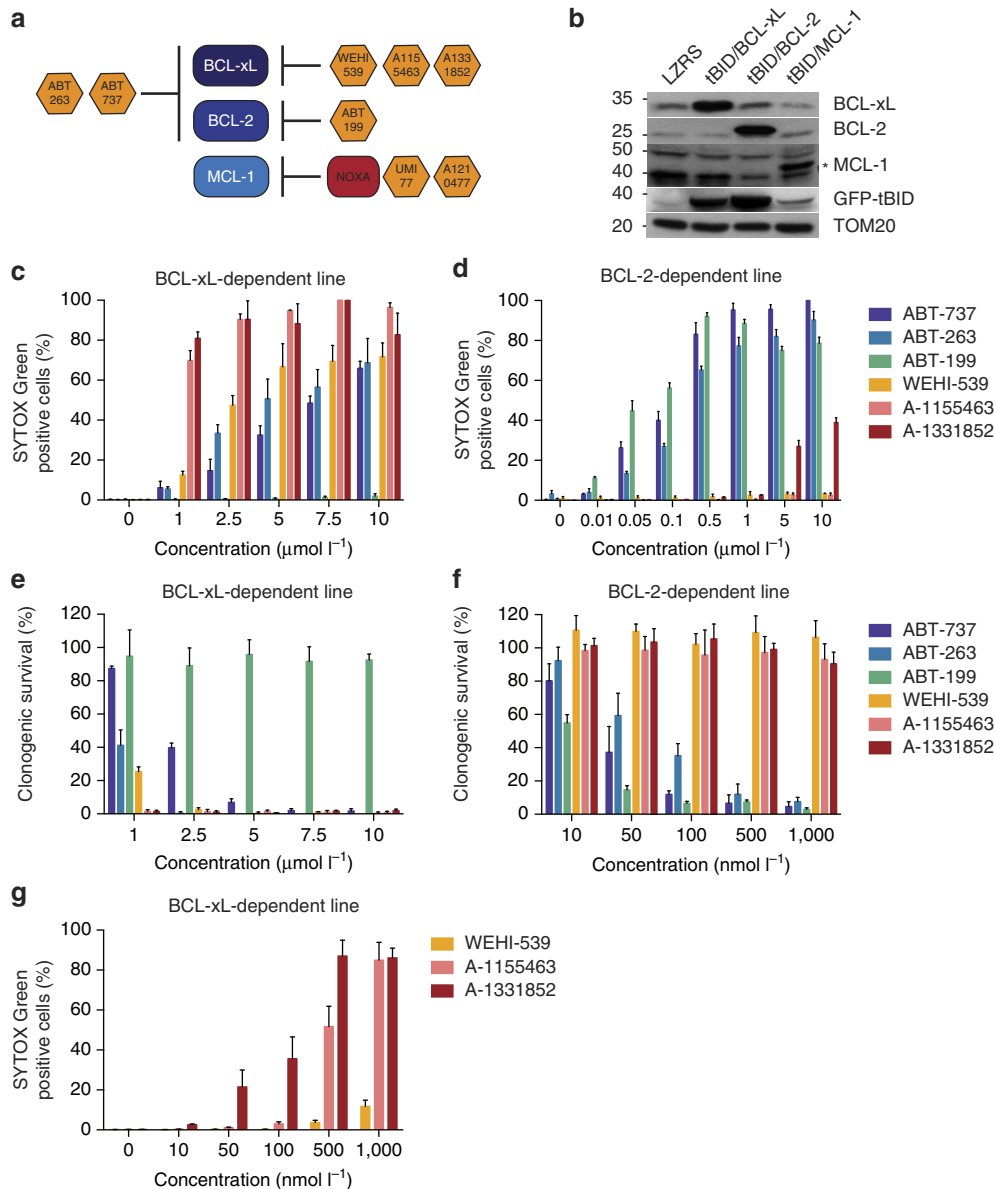 a
ABT
263
ABT
737
BCL-xL
WEHI
539
A115
5463
A133
1852
BCL-2
ABT
199
MCL-1
NOXA
UMI
77
A121
0477
b
LZRS
tBID/BCL-xL
tBID/BCL-2
tBID/MCL-1
35
BCL-xL
25
BCL-2
50
40
* MCL-1
40
GFP-tBID
20
TOM20
c
BCL-xL-dependent line
SYTOX Green
positive cells (%)
100
80
60
40
20
0
0 1 2.5 5 7.5 10
Concentration (μmol l⁻¹)
d
BCL-2-dependent line
SYTOX Green
positive cells (%)
100
80
60
40
20
0
0 0.01 0.05 0.1 0.5 1 5 10
Concentration (μmol l⁻¹)
ABT-737
ABT-263
ABT-199
WEHI-539
A-1155463
A-1331852
e
BCL-xL-dependent line
Clonogenic survival (%)
120
100
80
60
40
20
0
1 2.5 5 7.5 10
Concentration (μmol l⁻¹)
f
BCL-2-dependent line
Clonogenic survival (%)
120
100
80
60
40
20
0
10 50 100 500 1,000
Concentration (nmol l⁻¹)
ABT-737
ABT-263
ABT-199
WEHI-539
A-1155463
A-1331852
g
BCL-xL-dependent line
SYTOX Green
positive cells (%)
100
80
60
40
20
0
0 10 50 100 500 1,000
Concentration (nmol l⁻¹)
WEHI-539
A-1155463
A-1331852